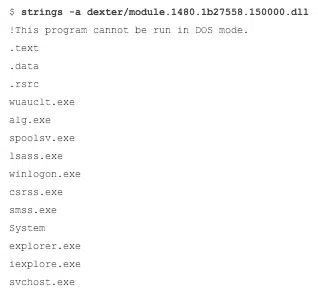 $ strings -a dexter/module.1480.1b27558.150000.dll
!This program cannot be run in DOS mode.
.text
.data
.rsrc
wuauclt.exe
alg.exe
spoolsv.exe
lsass.exe
winlogon.exe
csrss.exe
smss.exe
System
explorer.exe
iexplore.exe
svchost.exe